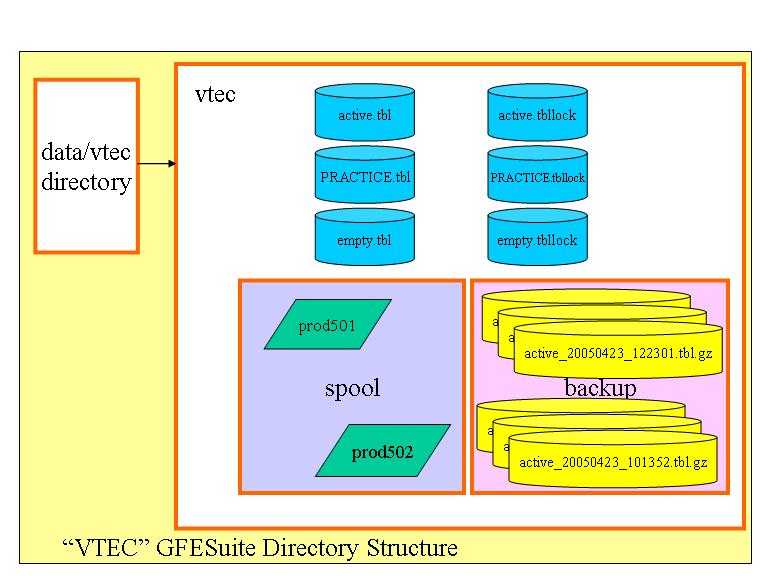 vtec
data/vtec
directory
active.tbl
active.tbllock
PRACTICE.tbl
PRACTICE.tbllock
empty.tbl
empty.tbllock
prod501
spool
prod502
active_20050423_122301.tbl.gz
backup
active_20050423_101352.tbl.gz
“VTEC” GFESuite Directory Structure